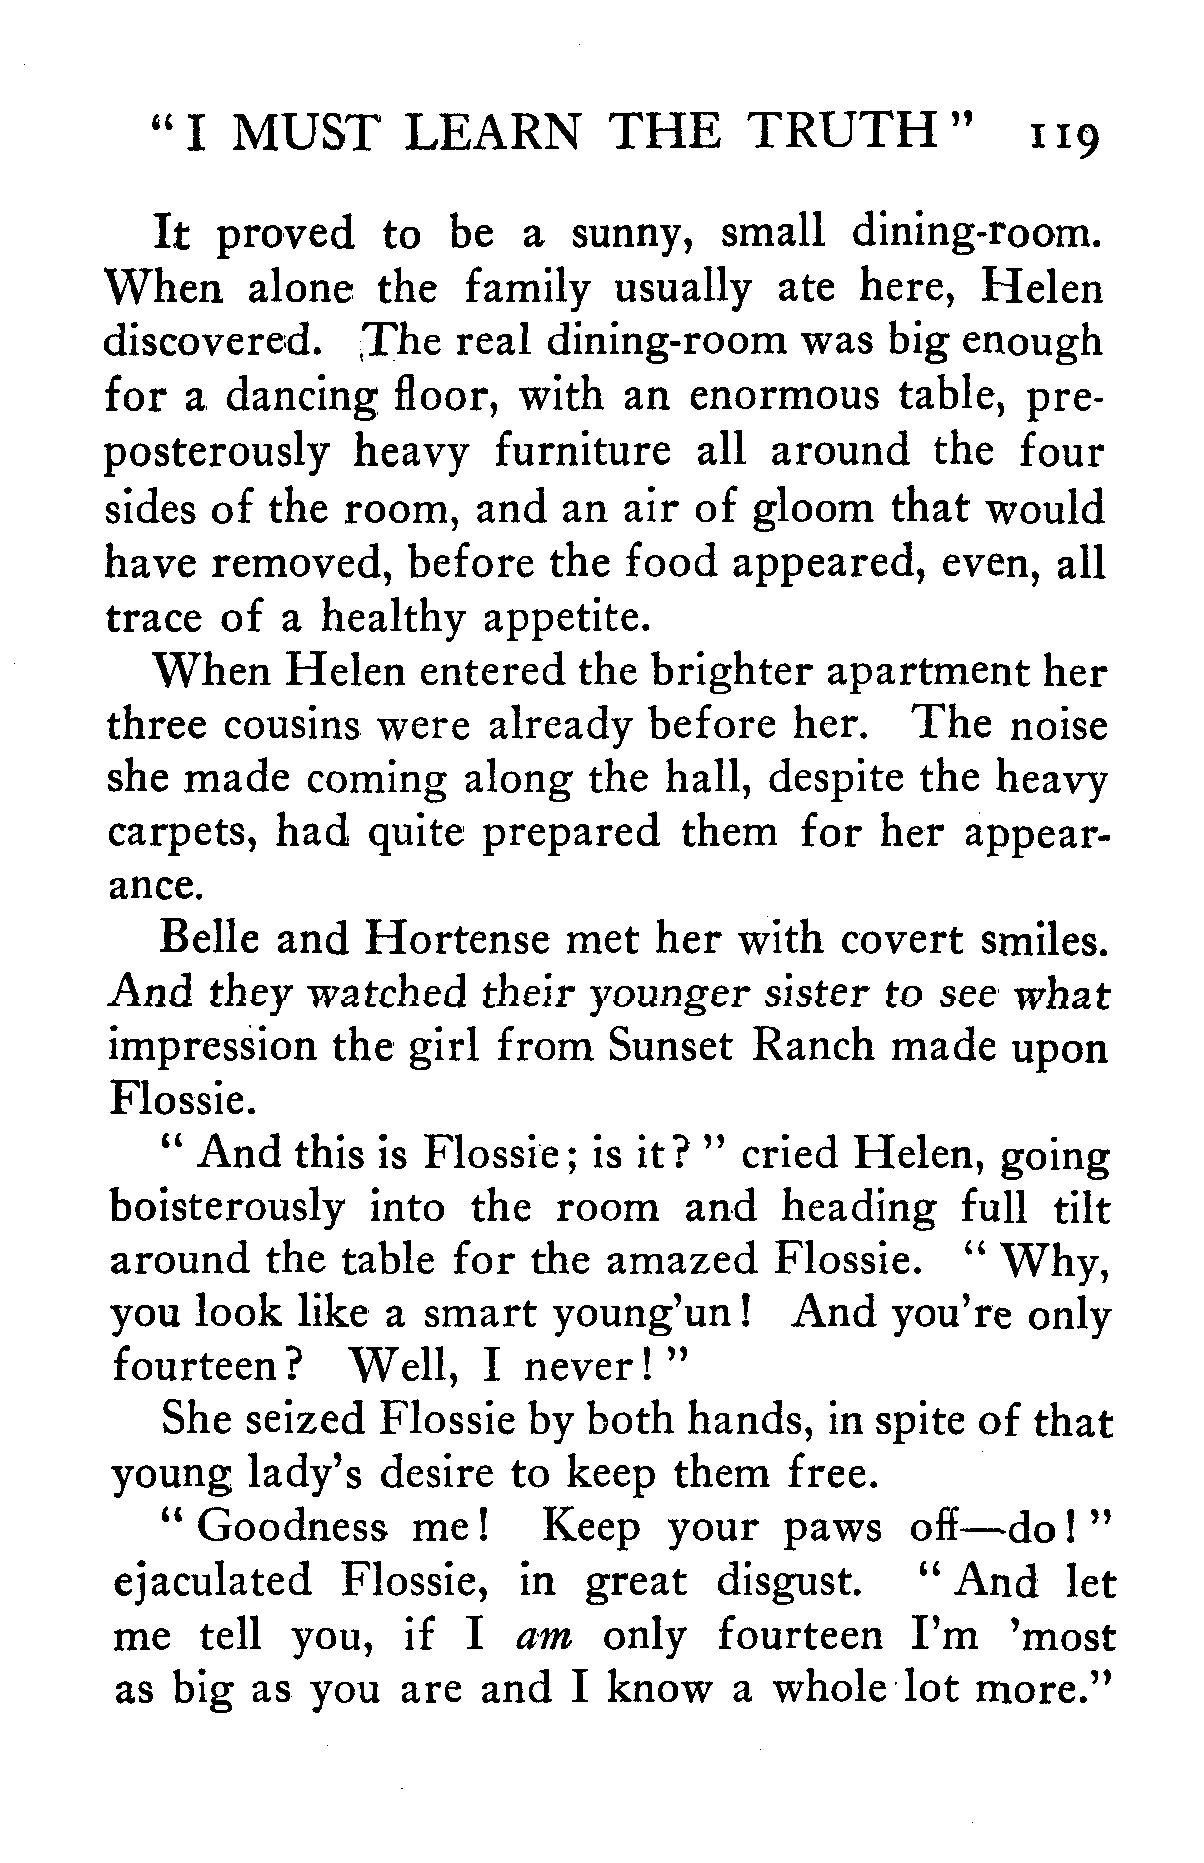 “ I MUST LEARN THE TRUTH ” 119
It proved to be a sunny, small dining-room.
When alone the family usually ate here, Helen
discovered. The real dining-room was big enough
for a dancing floor, with an enormous table, pre-
posterously heavy furniture all around the four
sides of the room, and an air of gloom that would
have removed, before the food appeared, even, all
trace of a healthy appetite.
When Helen entered the brighter apartment her
three cousins were already before her. The noise
she made coming along the hall, despite the heavy
carpets, had quite prepared them for her appear-
ance.
Belle and Hortense met her with covert smiles.
And they watched their younger sister to see what
impression the girl from Sunset Ranch made upon
Flossie.
“ And this is Flossie; is it? ” cried Helen, going
boisterously into the room and heading full tilt
around the table for the amazed Flossie. “ Why,
you look like a smart young’un! And you’re only
fourteen? Well, I never! ”
She seized Flossie by both hands, in spite of that
young lady’s desire to keep them free.
“ Goodness me! Keep your paws off—do! ”
ejaculated Flossie, in great disgust. “ And let
me tell you, if I am only fourteen I’m ’most
as big as you are and I know a whole lot more.”